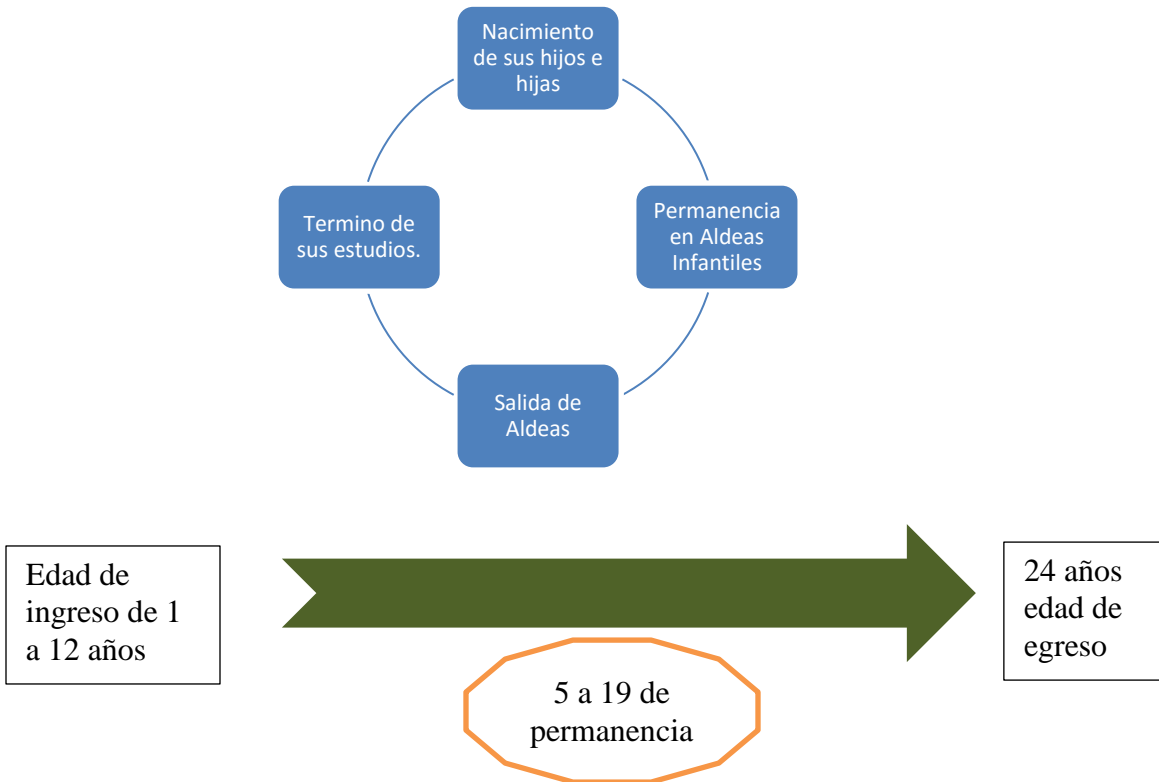 Nacimiento
de sus hijos e
hijas
Termino de
sus estudios.
Permanencia
en Aldeas
Infantiles
Salida de
Aldeas
Edad de
ingreso de 1
a 12 años
24 años
edad de
egreso
5 a 19 de
permanencia